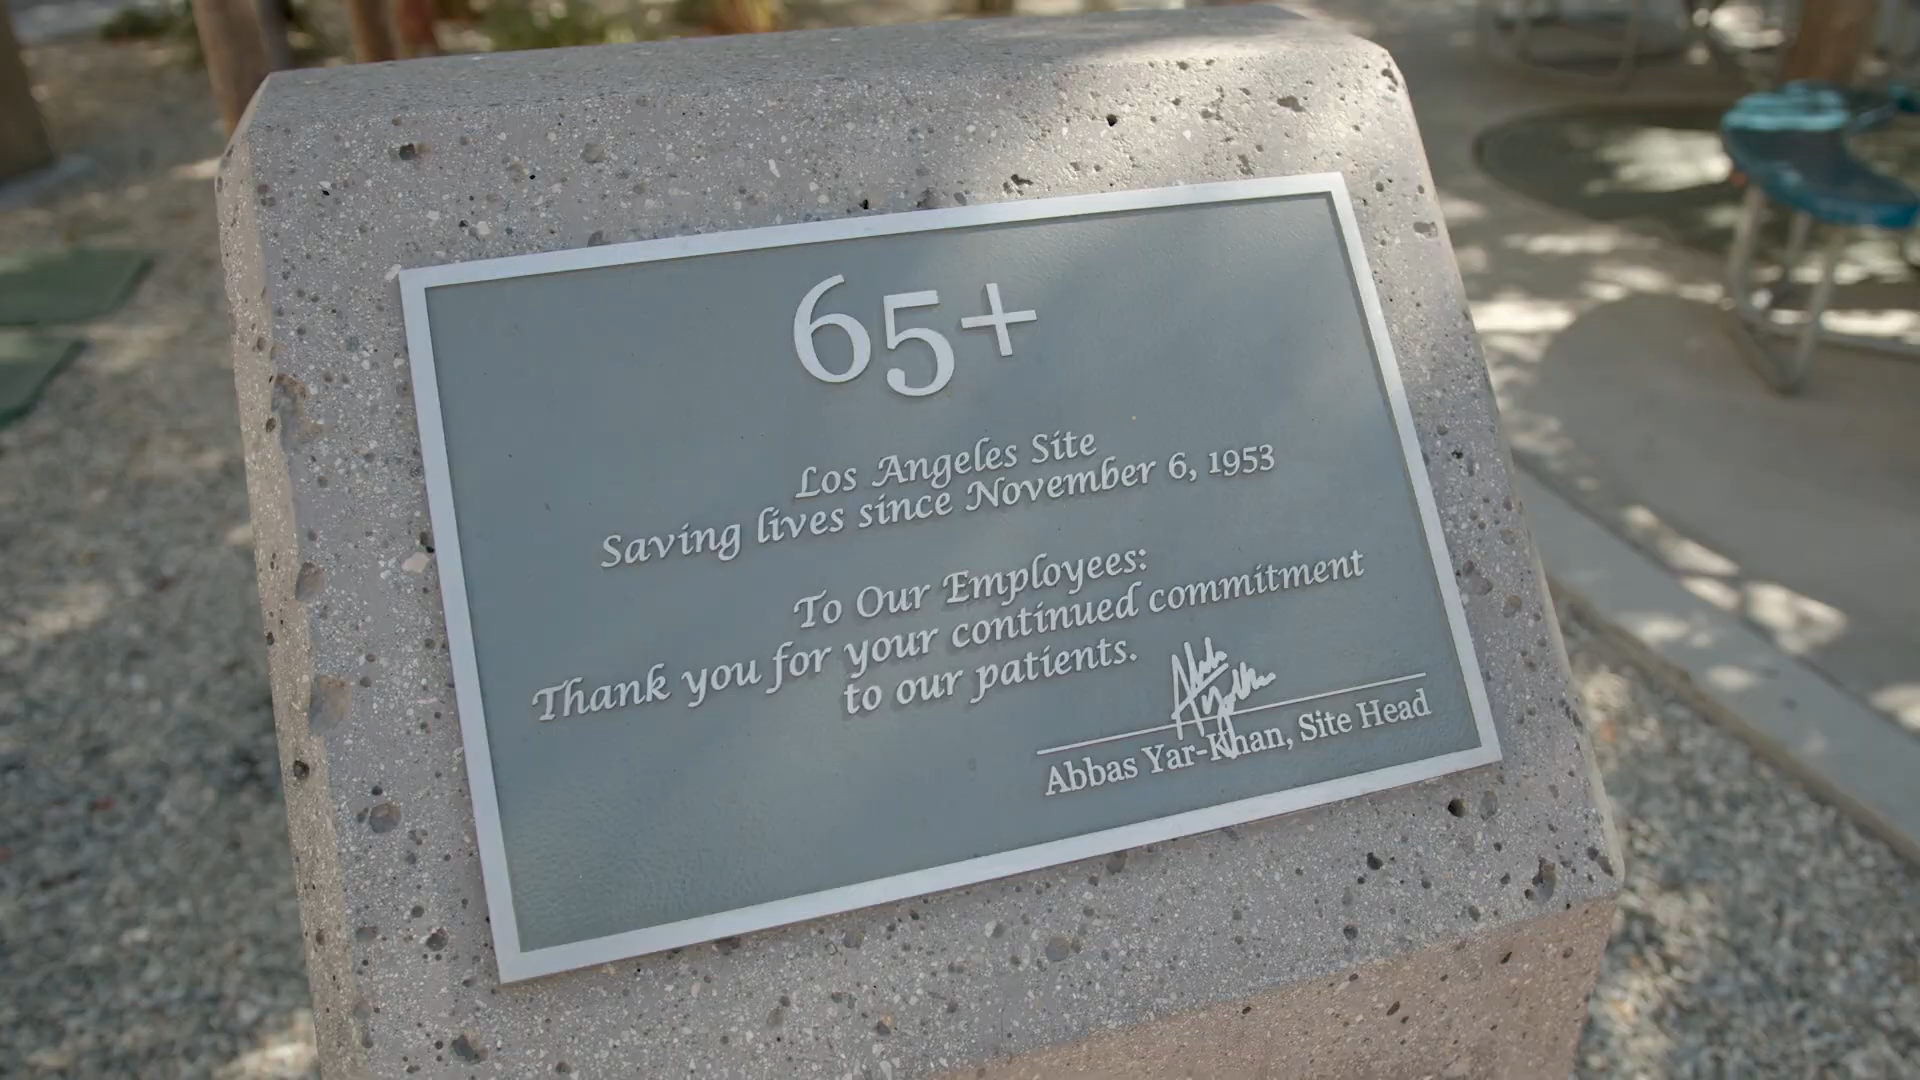 65+
Los Angeles Site
Saving lives since November 6, 1953
To Our Employees:
Thank you for your continued commitment
to our patients.
Abbas Yar-Khan, Site Head